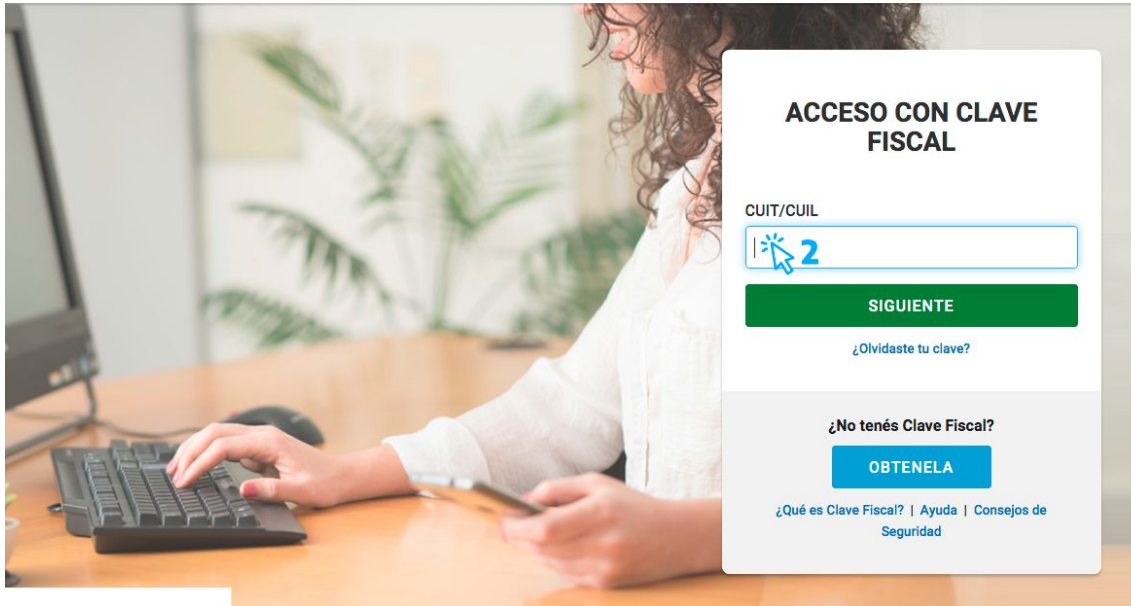 ACCESO CON CLAVE
FISCAL
CUIT/CUIL
2
SIGUIENTE
¿Olvidaste tu clave?
¿No tenés Clave Fiscal?
OBTENELA
¿Qué es Clave Fiscal? | Ayuda | Consejos de
Seguridad